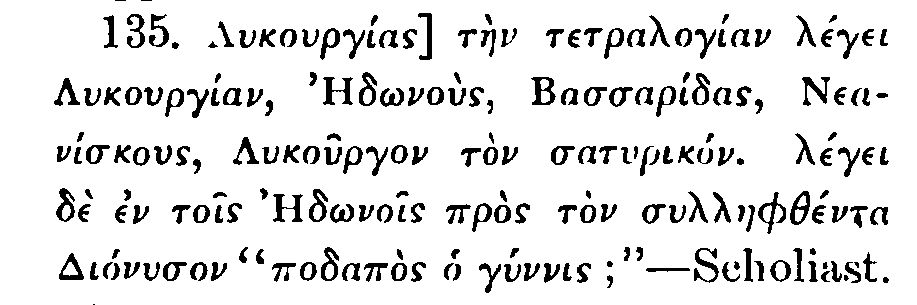 135. Λυκουργίας] τὴν τετραλογίαν λέγει
Λυκουργίαν, Ἠδωνοὺς, Βασσαρίδας, Νεα-
νίσκους, Λυκοῦργον τὸν σατυρικόν. λέγει
δὲ ἐν τοῖς Ἠδωνοῖς πρὸς τὸν συλληφθέντα
Διόνυσον “ποδαπὸς ὁ γύννις;”—Scholiast.